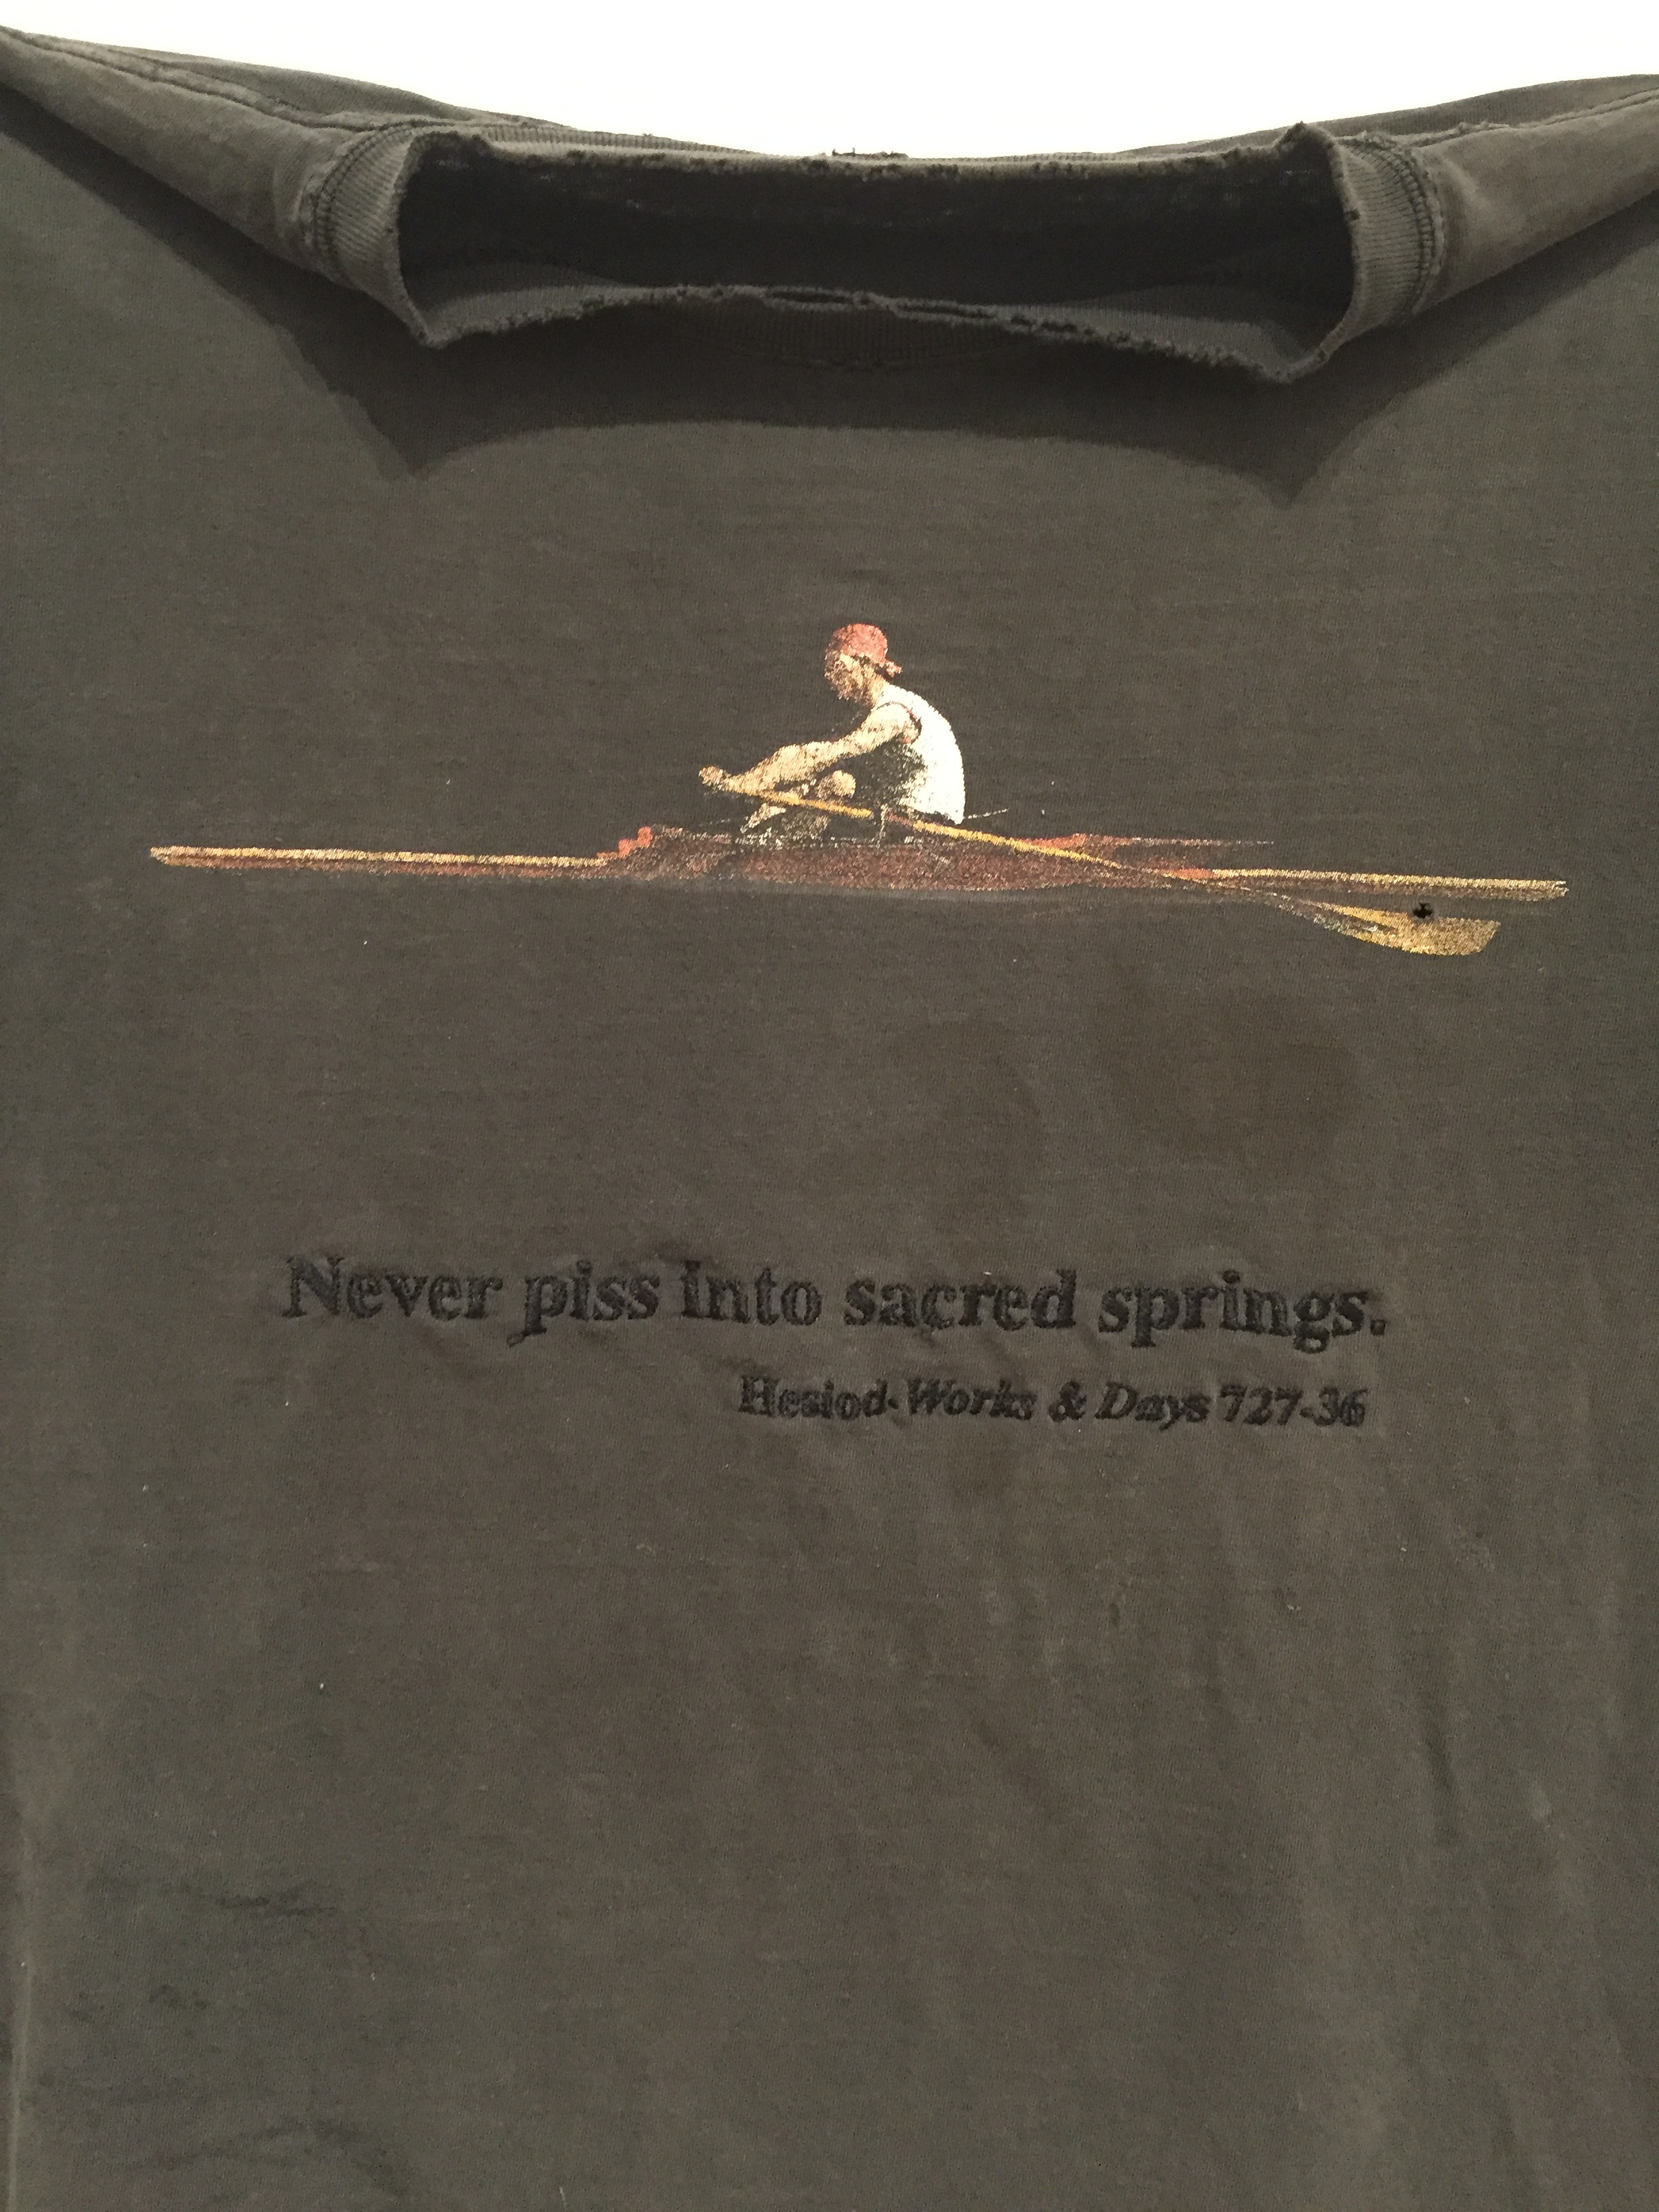 Never piss into sacred springs.
Hesiod-Works & Days 727-36